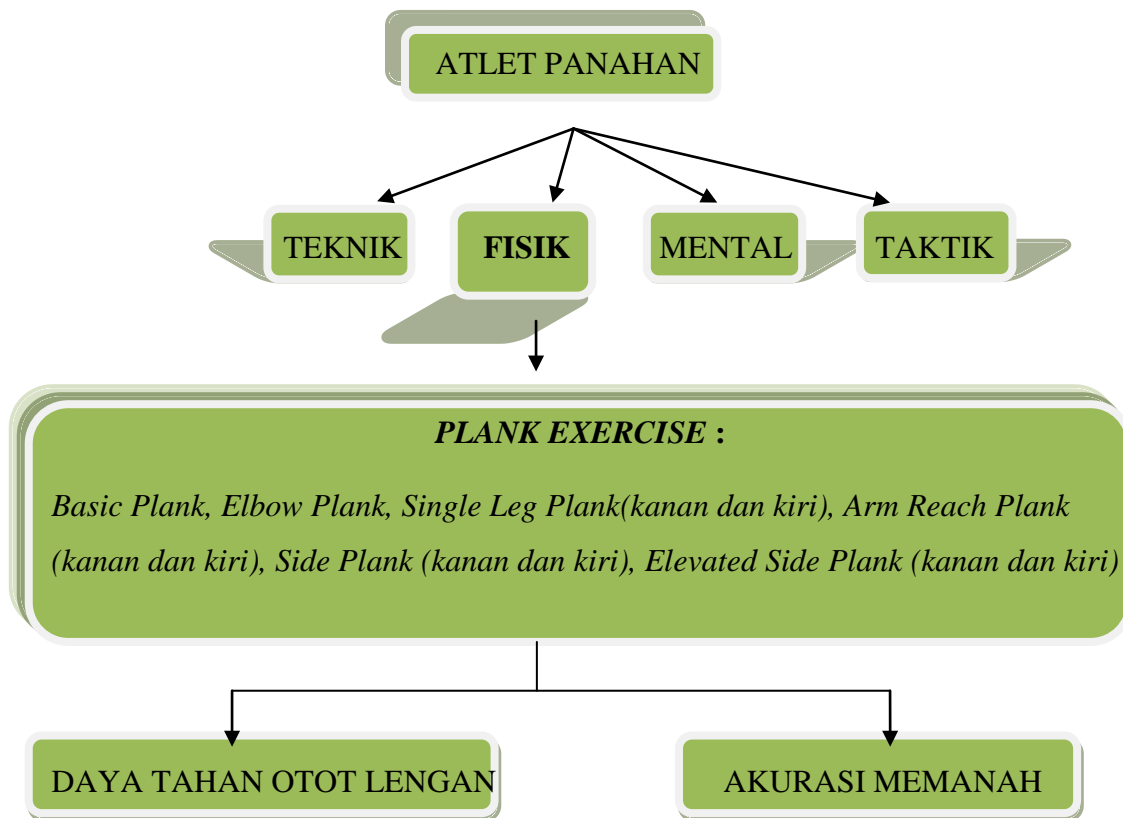 ATLET PANAHAN
TEKNIK
FISIK
MENTAL
TAKTIK
PLANK EXERCISE :
Basic Plank, Elbow Plank, Single Leg Plank(kanan dan kiri), Arm Reach Plank
(kanan dan kiri), Side Plank (kanan dan kiri), Elevated Side Plank (kanan dan kiri)
DAYA TAHAN OTOT LENGAN
AKURASI MEMANAH